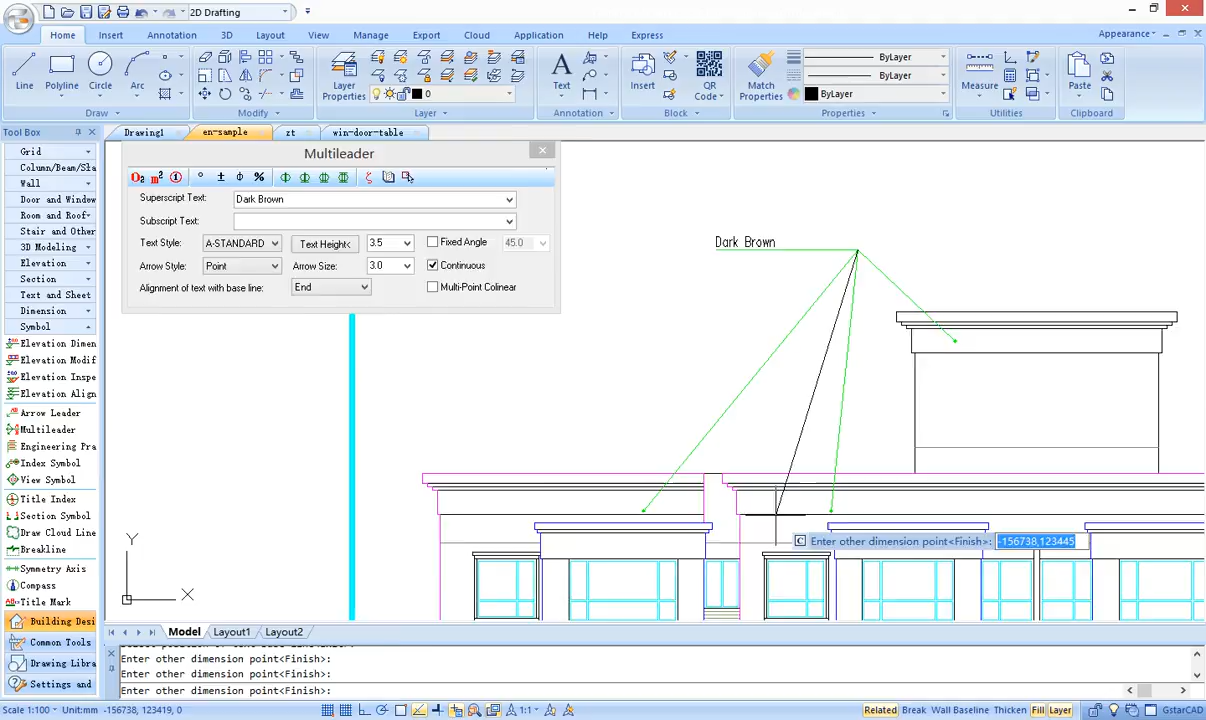 2D Drafting
Home Insert Annotation 3D Layout View Manage Export Cloud Application Help Express Appearance
Line Polyline Circle Arc Layer Properties 0 Text Insert QR Code Match Properties ByLayer ByLayer ByLayer Measure Paste
Draw Modify Layer Annotation Block Properties Utilities Clipboard
Tool Box
Drawing1 en-sample zt win-door-table
Grid
Column/Beam/Sla
Wall
Door and Window
Room and Roof
Stair and Other
3D Modeling
Elevation
Section
Text and Sheet
Dimension
Symbol
Elevation Dimen
Elevation Modif
Elevation Inspe
Elevation Align
Arrow Leader
Multileader
Engineering Pra
Index Symbol
View Symbol
Title Index
Section Symbol
Draw Cloud Line
Breakline
Symmetry Axis
Compass
Title Mark
Building Desi
Common Tools
Drawing Libra
Settings and
Multileader
O2 m² 1 ° ± ϕ %
Superscript Text: Dark Brown
Subscript Text:
Text Style: A-STANDARD Text Height< 3.5 Fixed Angle 45.0
Arrow Style: Point Arrow Size: 3.0 Continuous
Alignment of text with base line: End Multi-Point Colinear
Dark Brown
C Enter other dimension point<Finish>: -156738,123445
Y
X
Model Layout1 Layout2
Enter other dimension point<Finish>:
Enter other dimension point<Finish>:
Enter other dimension point<Finish>:
Scale 1:100 Unit:mm -156738, 123419, 0 1:1 Related Break Wall Baseline Thicken Fill Layer GstarCAD